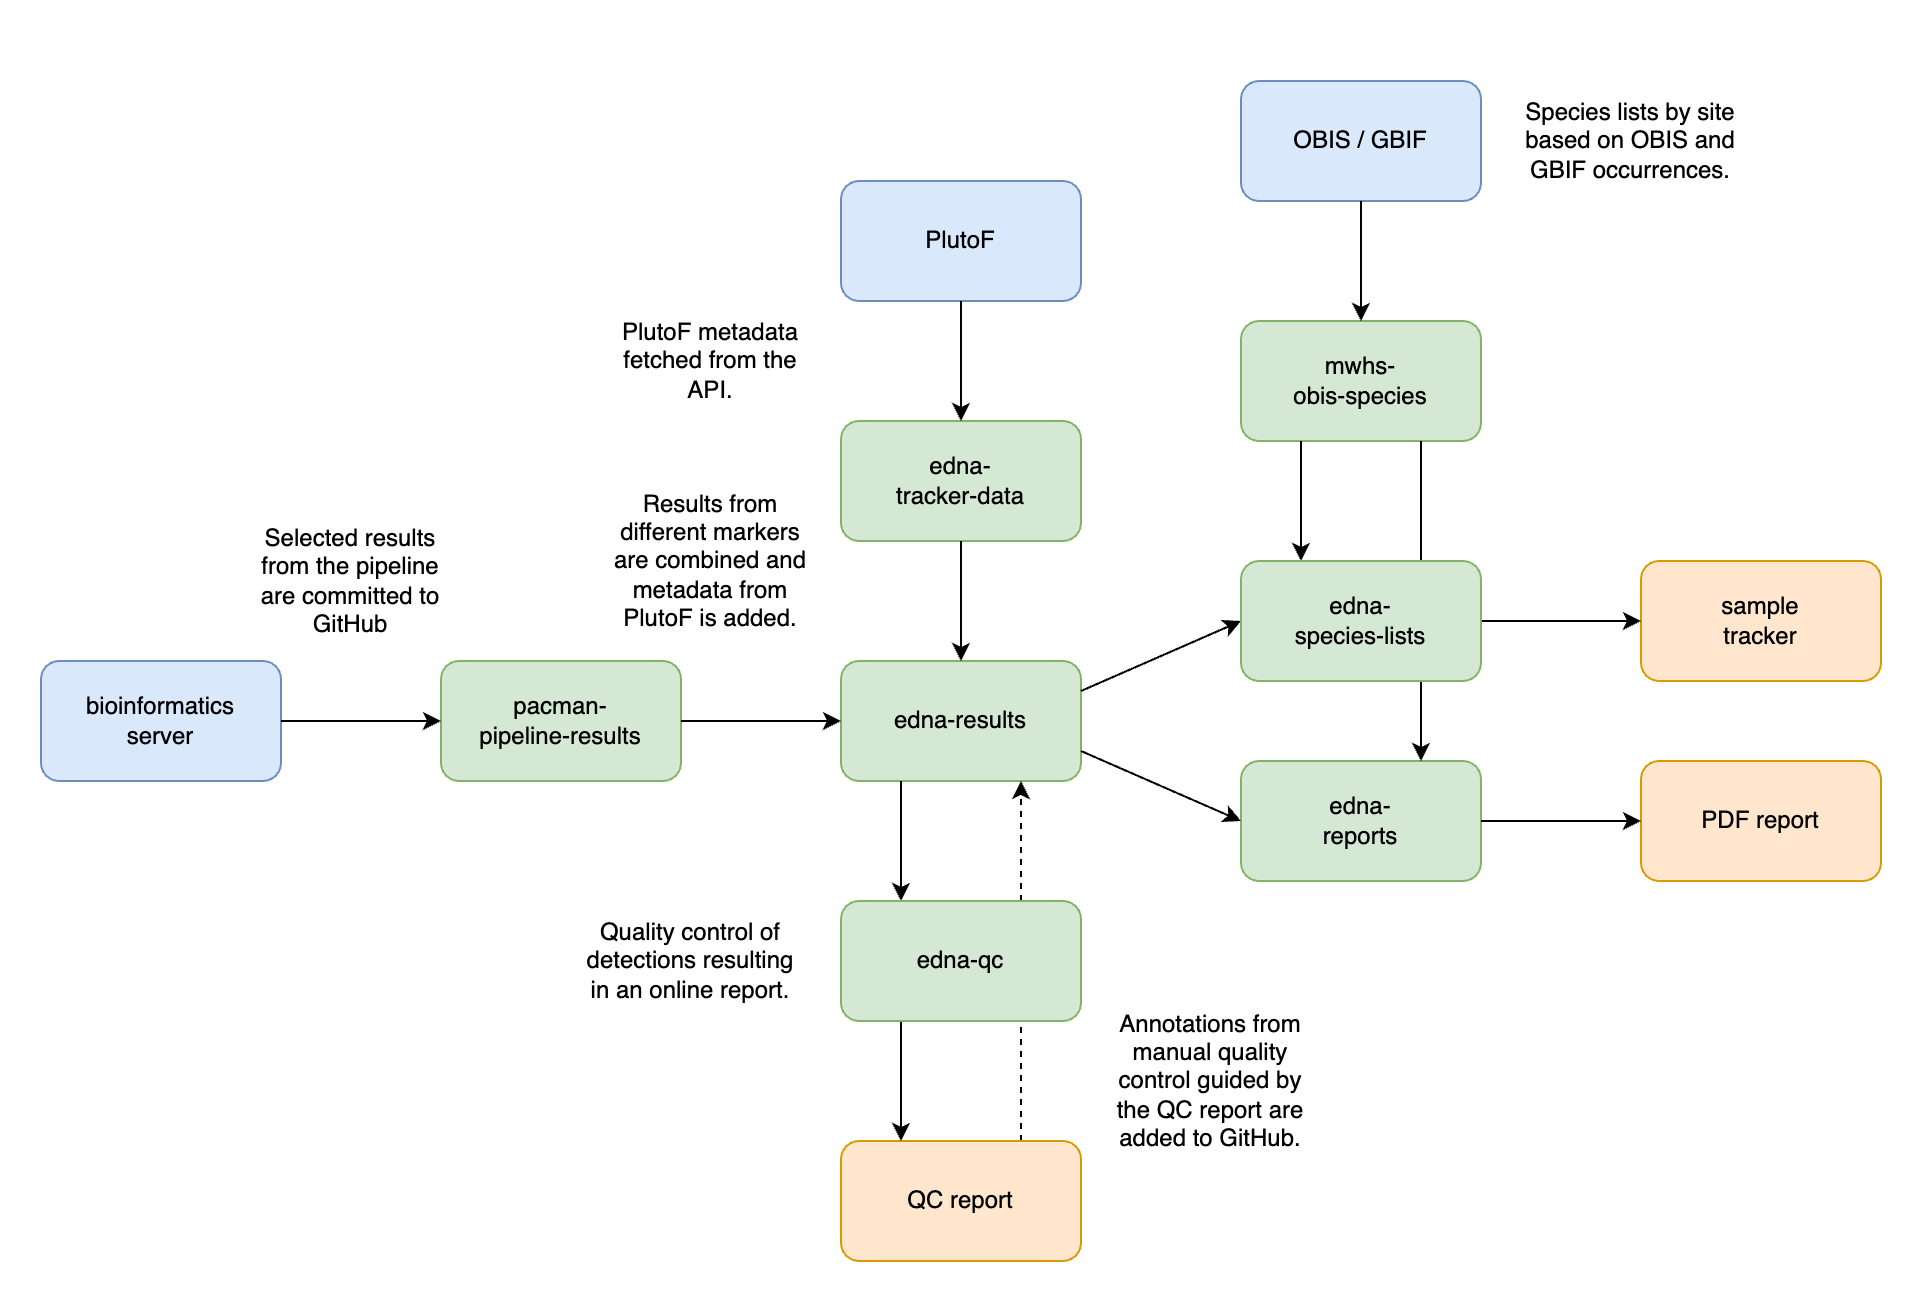 OBIS / GBIF
Species lists by site
based on OBIS and
GBIF occurrences.
PlutoF
PlutoF metadata
fetched from the
API.
mwhs-
obis-species
edna-
tracker-data
Results from
different markers
are combined and
metadata from
PlutoF is added.
Selected results
from the pipeline
are committed to
GitHub
edna-
species-lists
sample
tracker
bioinformatics
server
pacman-
pipeline-results
edna-results
edna-
reports
PDF report
Quality control of
detections resulting
in an online report.
edna-qc
Annotations from
manual quality
control guided by
the QC report are
added to GitHub.
QC report